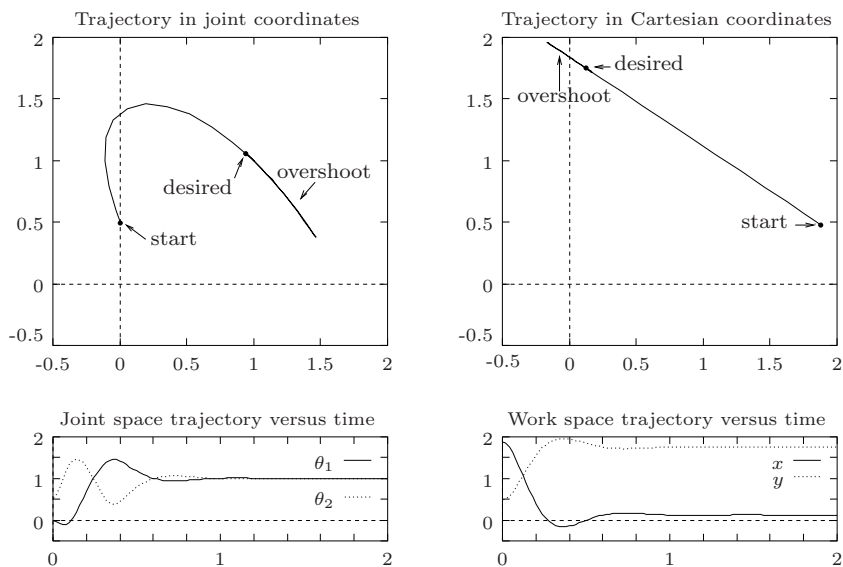 Trajectory in joint coordinates
2
1.5
1
0.5
0
-0.5
-0.5
0
0.5
1
1.5
2
desired
overshoot
start
Trajectory in Cartesian coordinates
2
1.5
1
0.5
0
-0.5
-0.5
0
0.5
1
1.5
2
desired
overshoot
start
Joint space trajectory versus time
2
1
0
0
1
2
θ1
θ2
Work space trajectory versus time
2
1
0
0
1
2
x
y